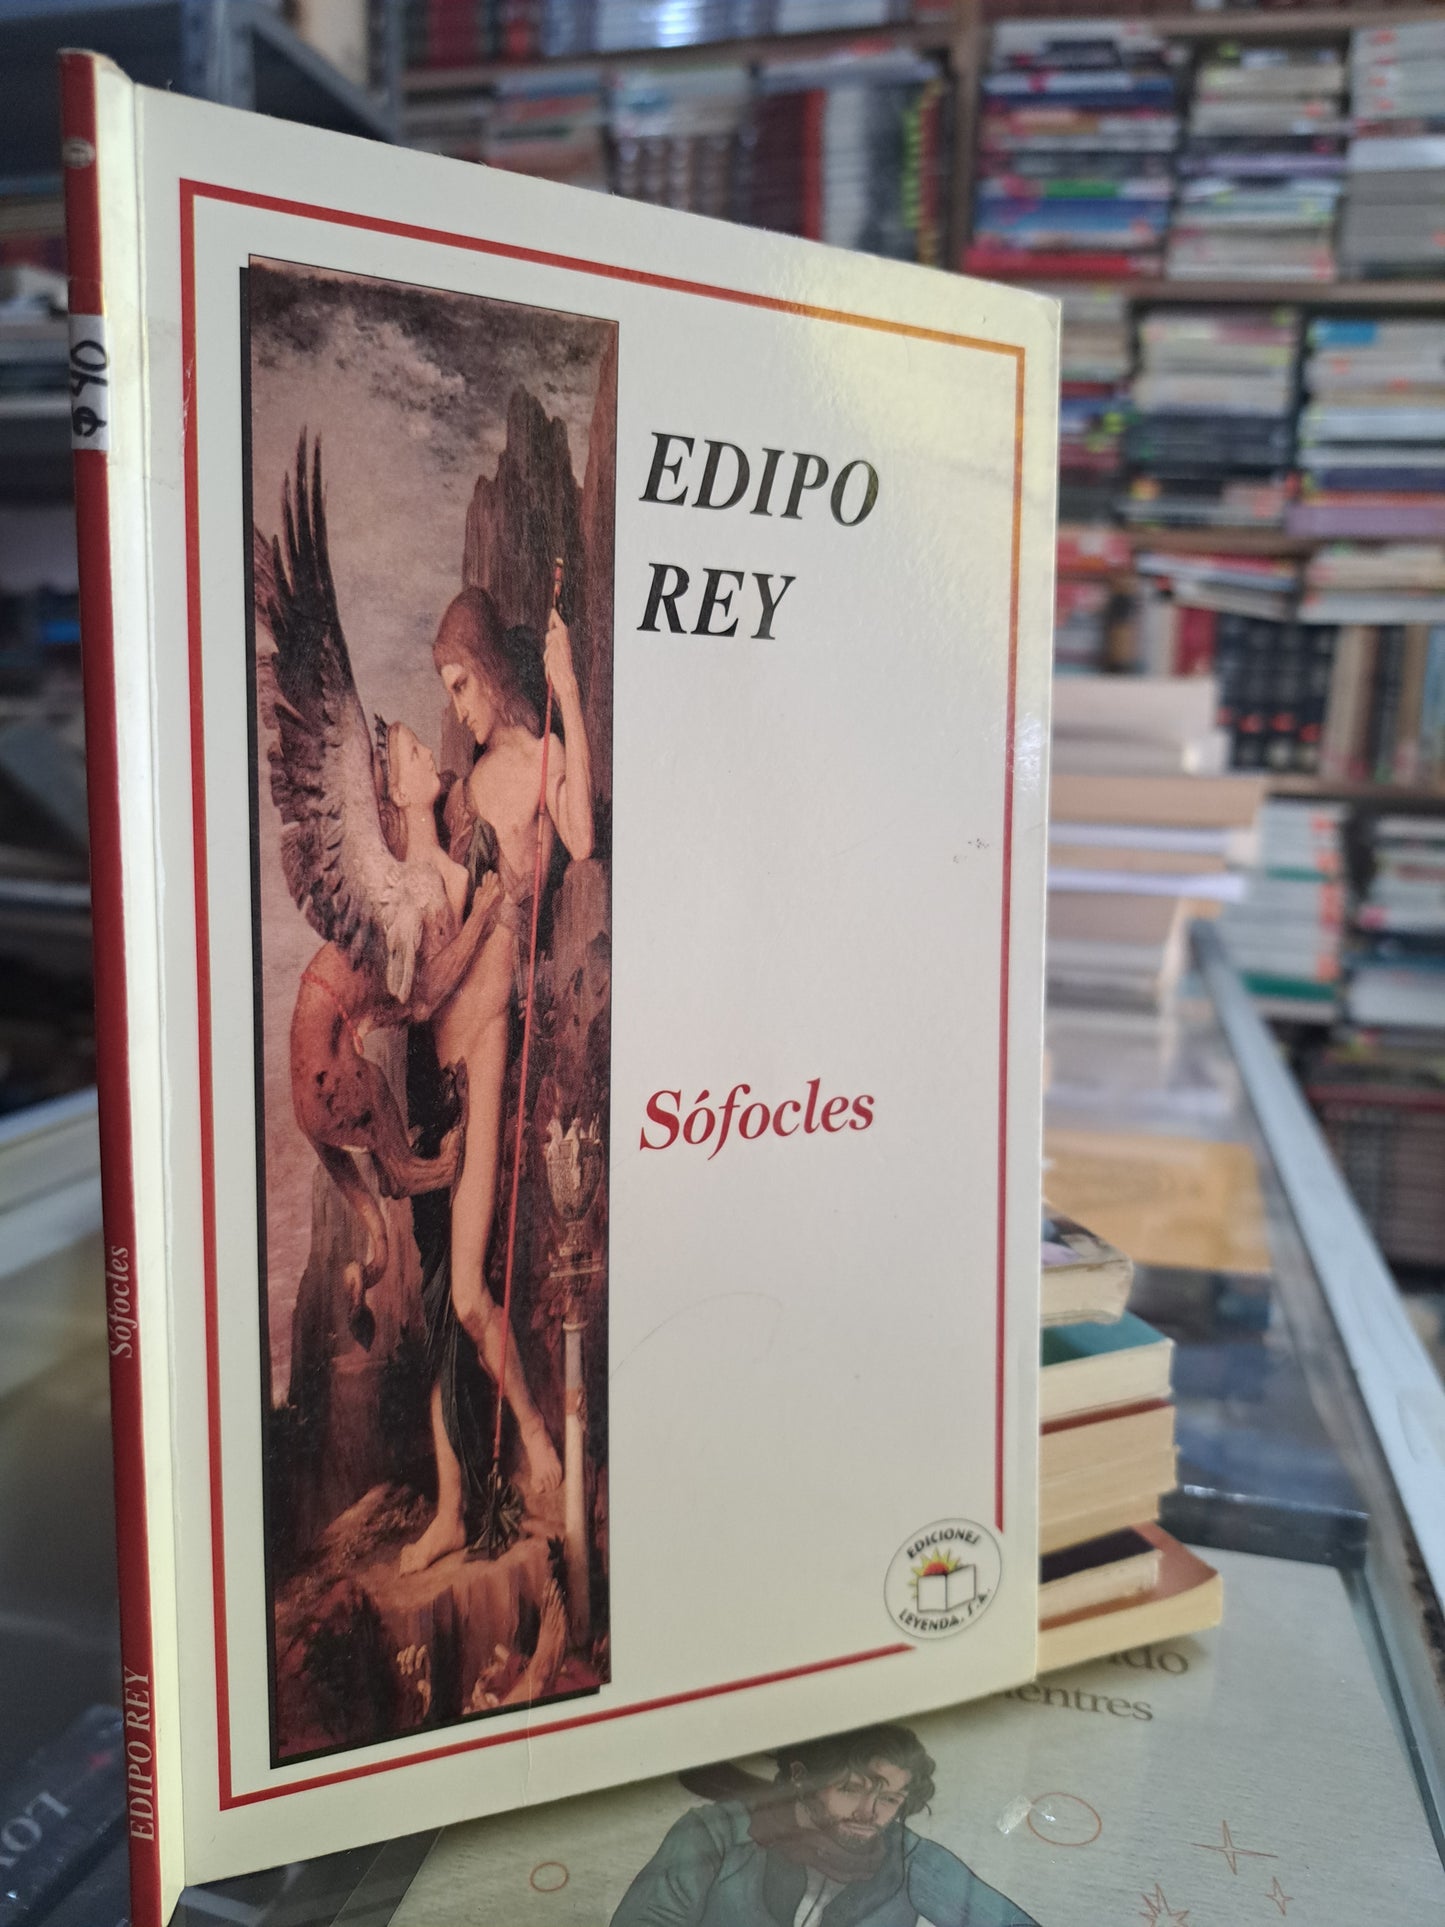 EDIPO
REY
Sófocles
EDICIONES
LEYENDA, S.A.
$40
Sófocles
EDIPO REY